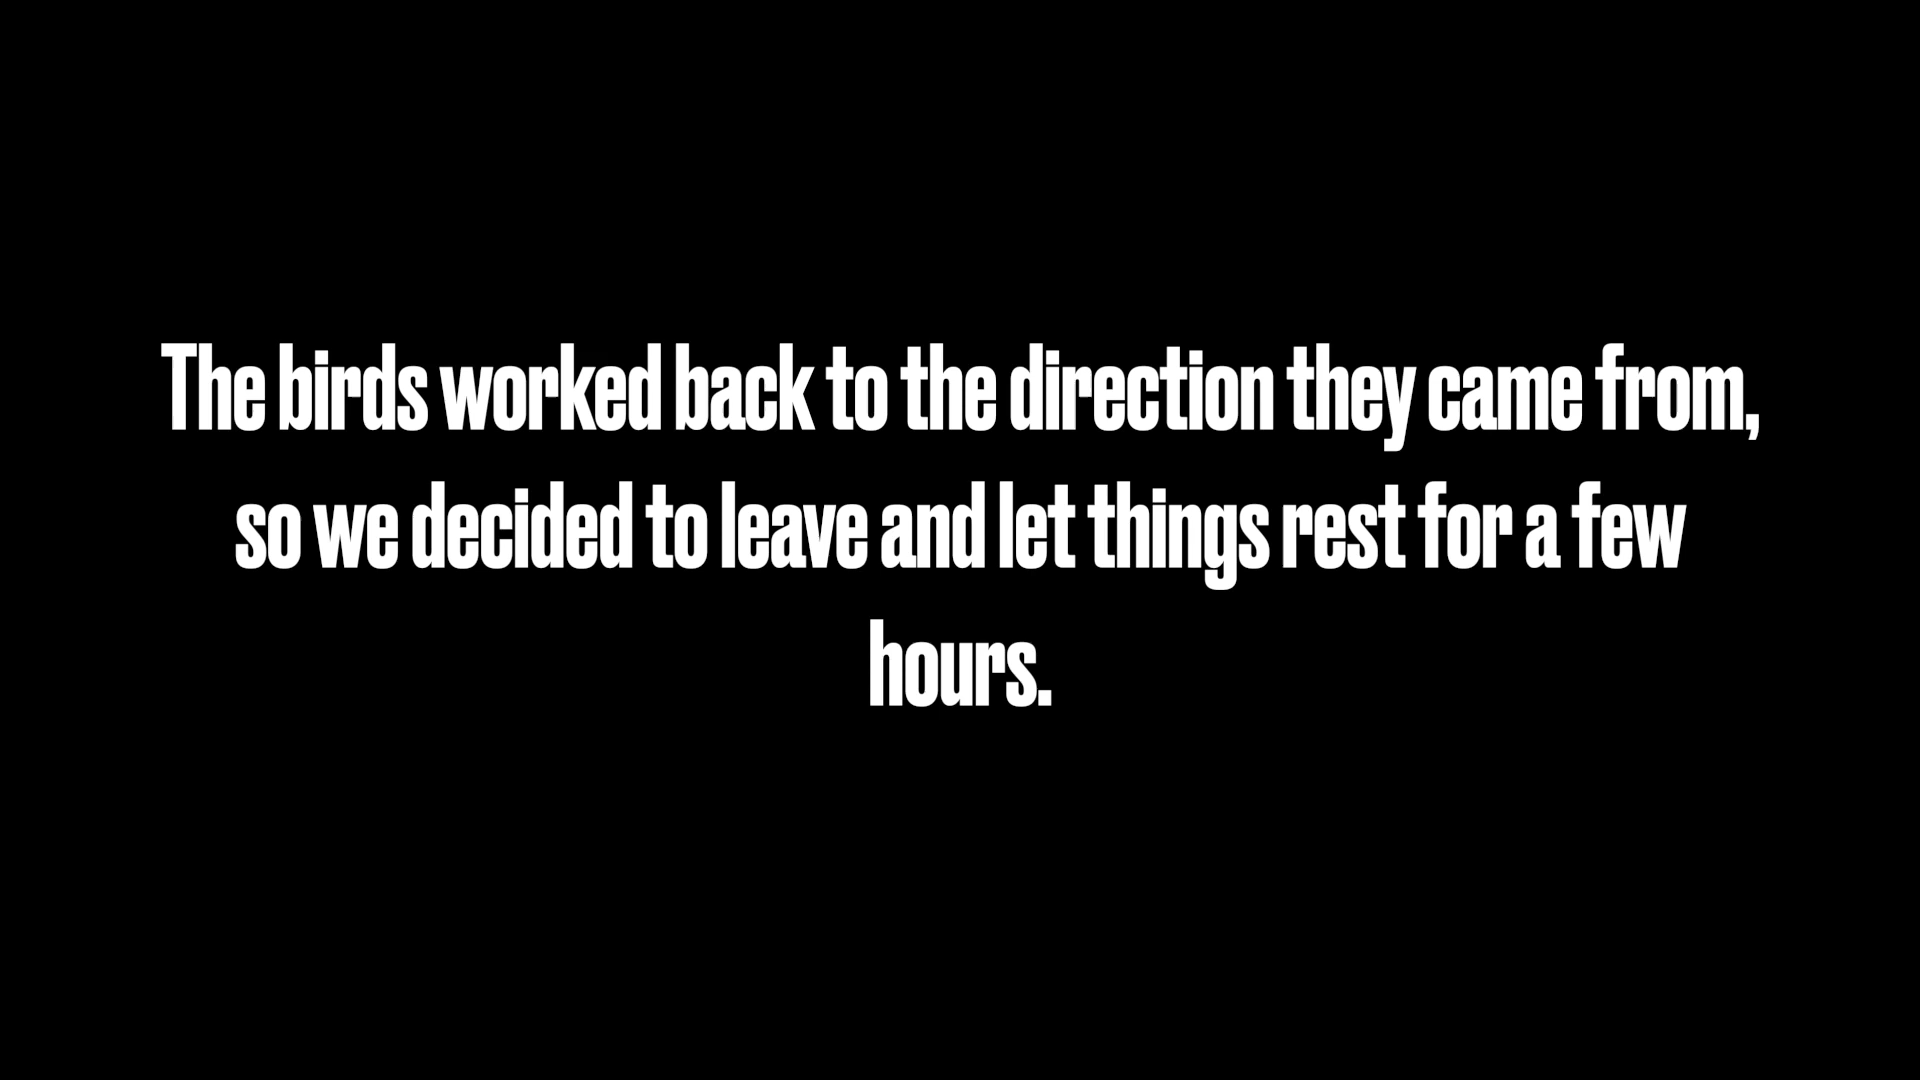 The birds worked back to the direction they came from,
so we decided to leave and let things rest for a few
hours.